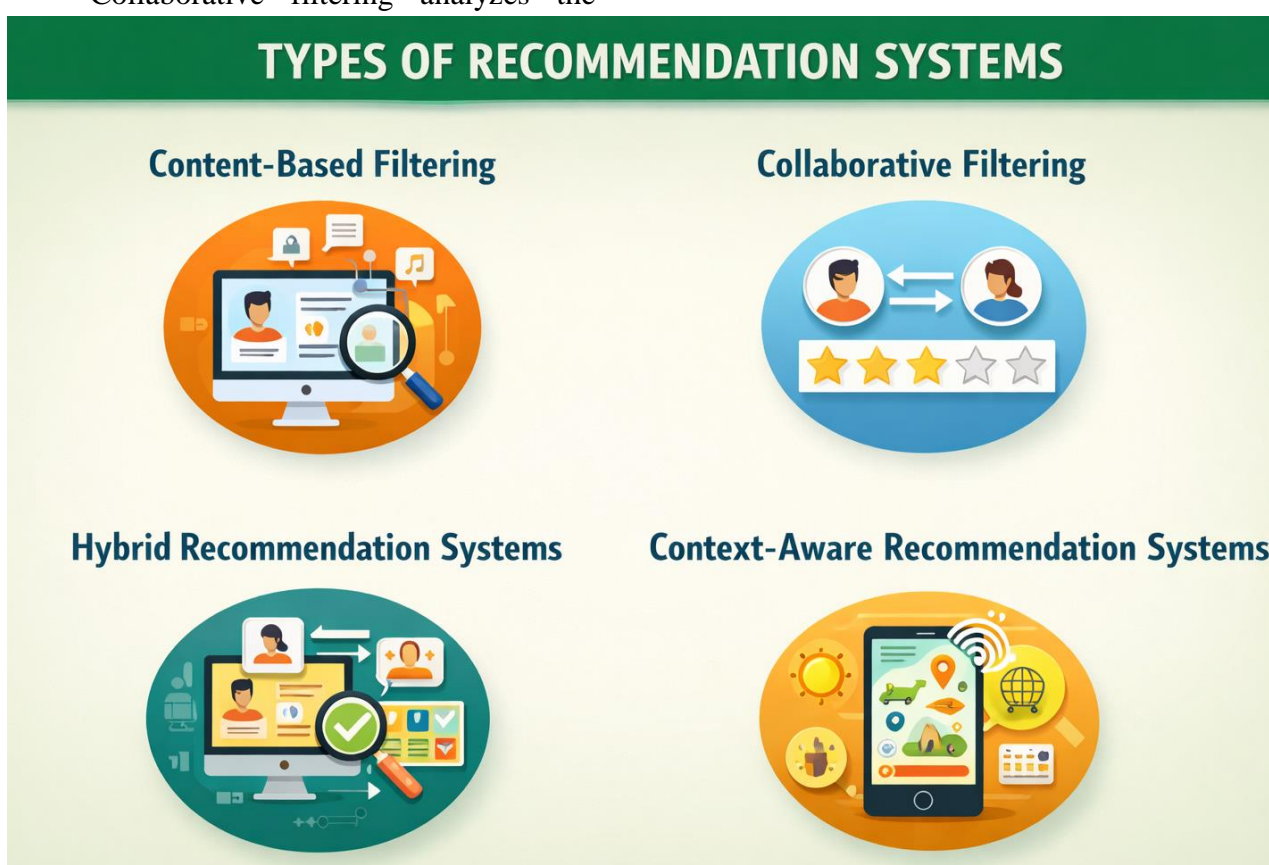 Collaborative filtering analyzes the
TYPES OF RECOMMENDATION SYSTEMS
Content-Based Filtering
Collaborative Filtering
Hybrid Recommendation Systems
Context-Aware Recommendation Systems